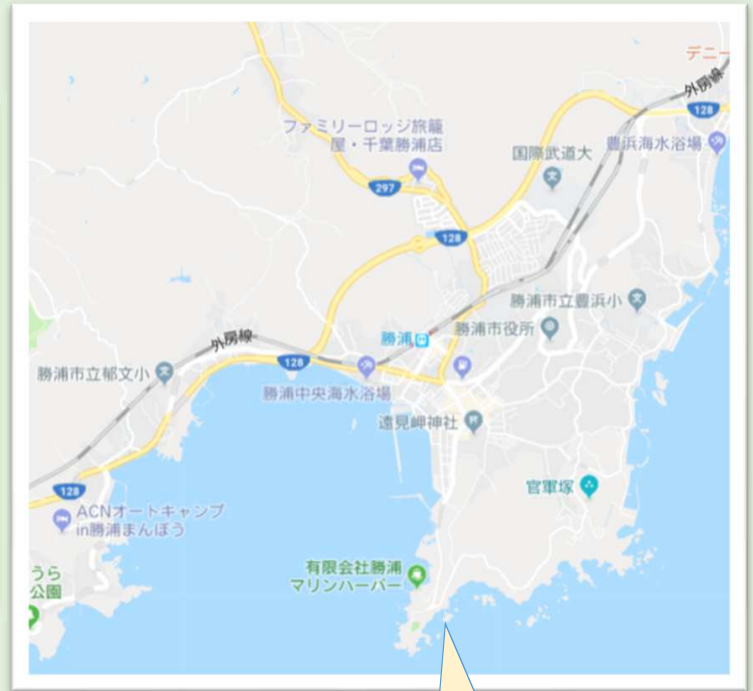 デニー
外房線
128
ファミリーロッジ旅籠
屋・千葉勝浦店
国際武道大
豊浜海水浴場
297
128
勝浦市立豊浜小
勝浦
勝浦市役所
外房線
128
勝浦市立郁文小
勝浦中央海水浴場
遠見岬神社
官軍塚
128
ACNオートキャンプ
in勝浦まんぼう
有限会社勝浦
マリンハーバー
うら
公園